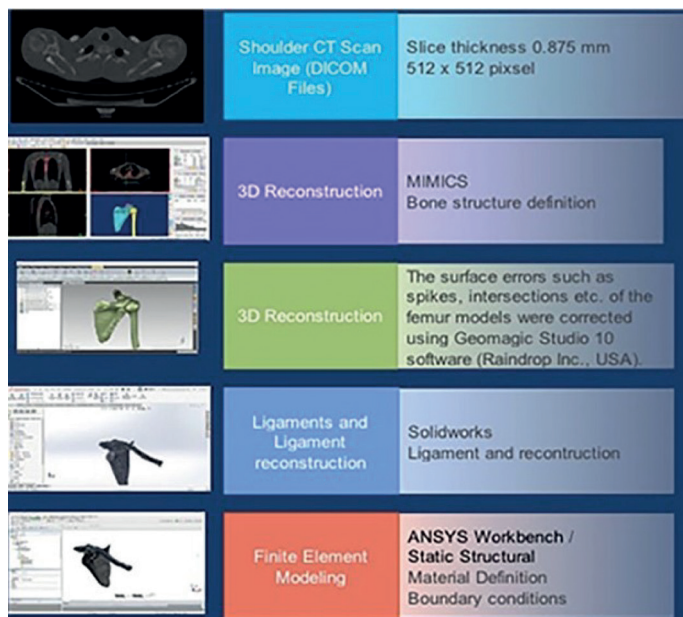 Shoulder CT Scan
Image (DICOM
Files)
Slice thickness 0.875 mm
512 x 512 pixsel
3D Reconstruction
MIMICS
Bone structure definition
3D Reconstruction
The surface errors such as
spikes, intersections etc. of the
femur models were corrected
using Geomagic Studio 10
software (Raindrop Inc., USA).
Ligaments and
Ligament
reconstruction
Solidworks
Ligament and recontruction
Finite Element
Modeling
ANSYS Workbench /
Static Structural
Material Definition
Boundary conditions